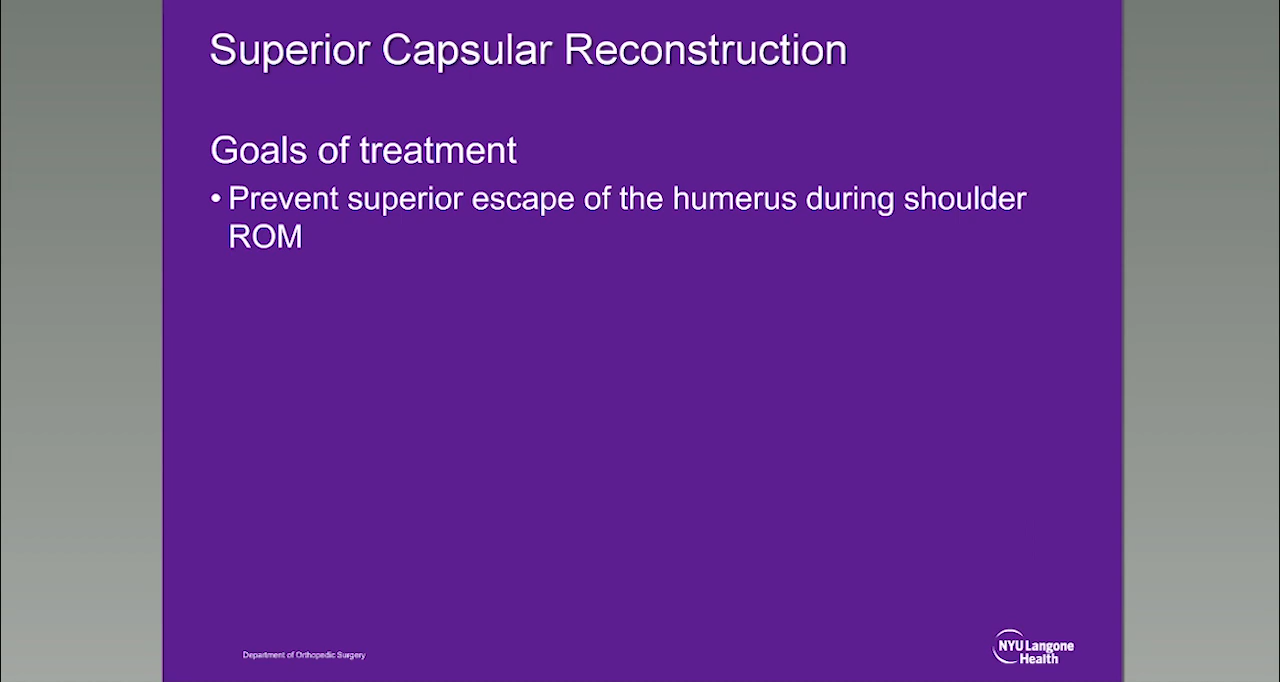 Superior Capsular Reconstruction
Goals of treatment
• Prevent superior escape of the humerus during shoulder
ROM
Department of Orthopedic Surgery
NYU Langone
Health